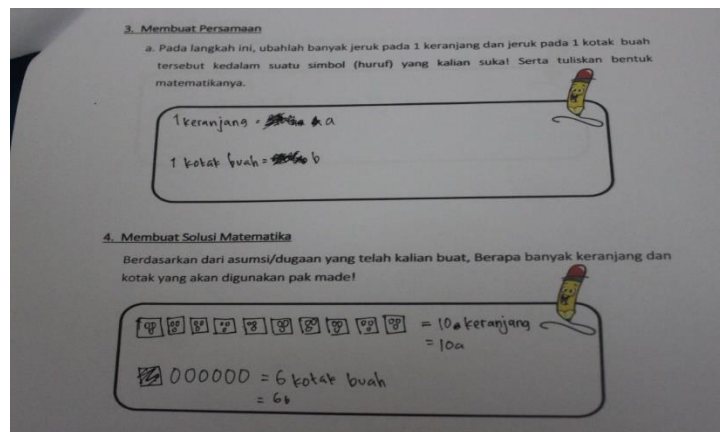 3. Membuat Persamaan
a. Pada langkah ini, ubahlah banyak jeruk pada 1 keranjang dan jeruk pada 1 kotak buah
tersebut kedalam suatu simbol (huruf) yang kalian suka! Serta tuliskan bentuk
matematikanya.
1 keranjang = a
1 kotak buah = b
4. Membuat Solusi Matematika
Berdasarkan dari asumsi/dugaan yang telah kalian buat, Berapa banyak keranjang dan
kotak yang akan digunakan pak made!
= 10 keranjang
= 10a
000000 = 6 kotak buah
= 6b